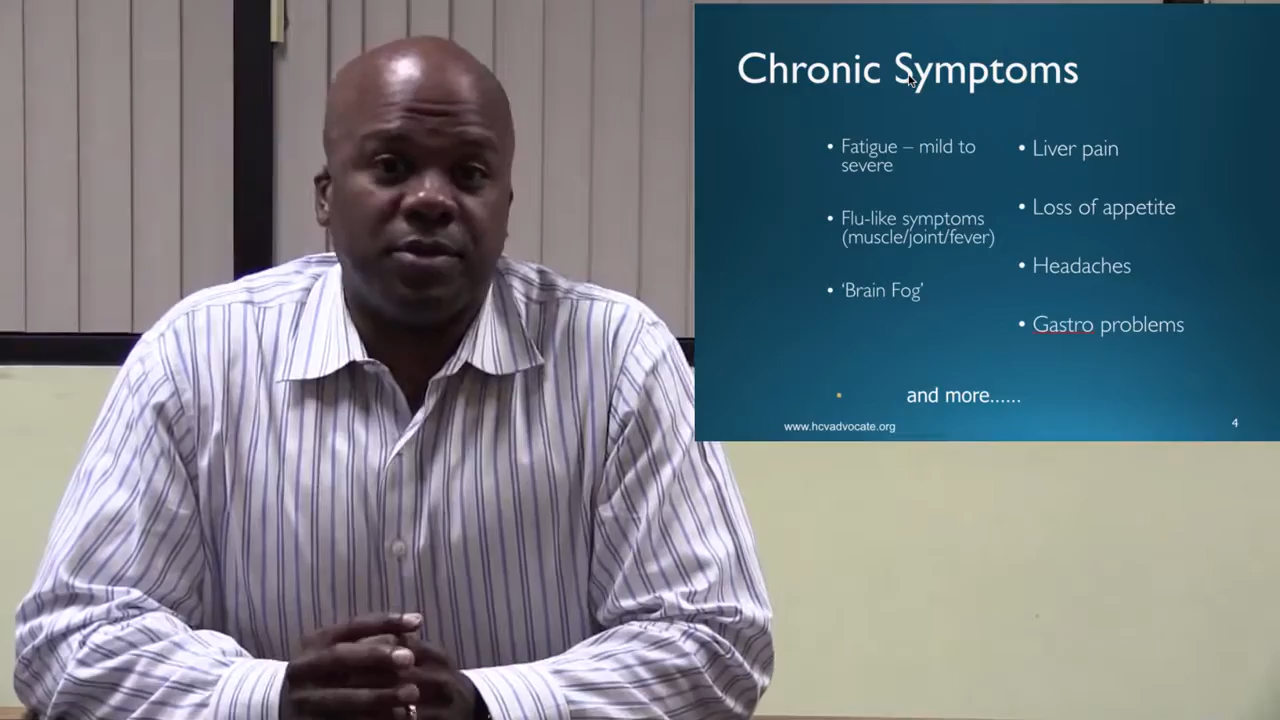 Chronic Symptoms
• Fatigue – mild to
severe
• Flu-like symptoms
(muscle/joint/fever)
• ‘Brain Fog’
• Liver pain
• Loss of appetite
• Headaches
• Gastro problems
• and more......
www.hcvadvocate.org
4